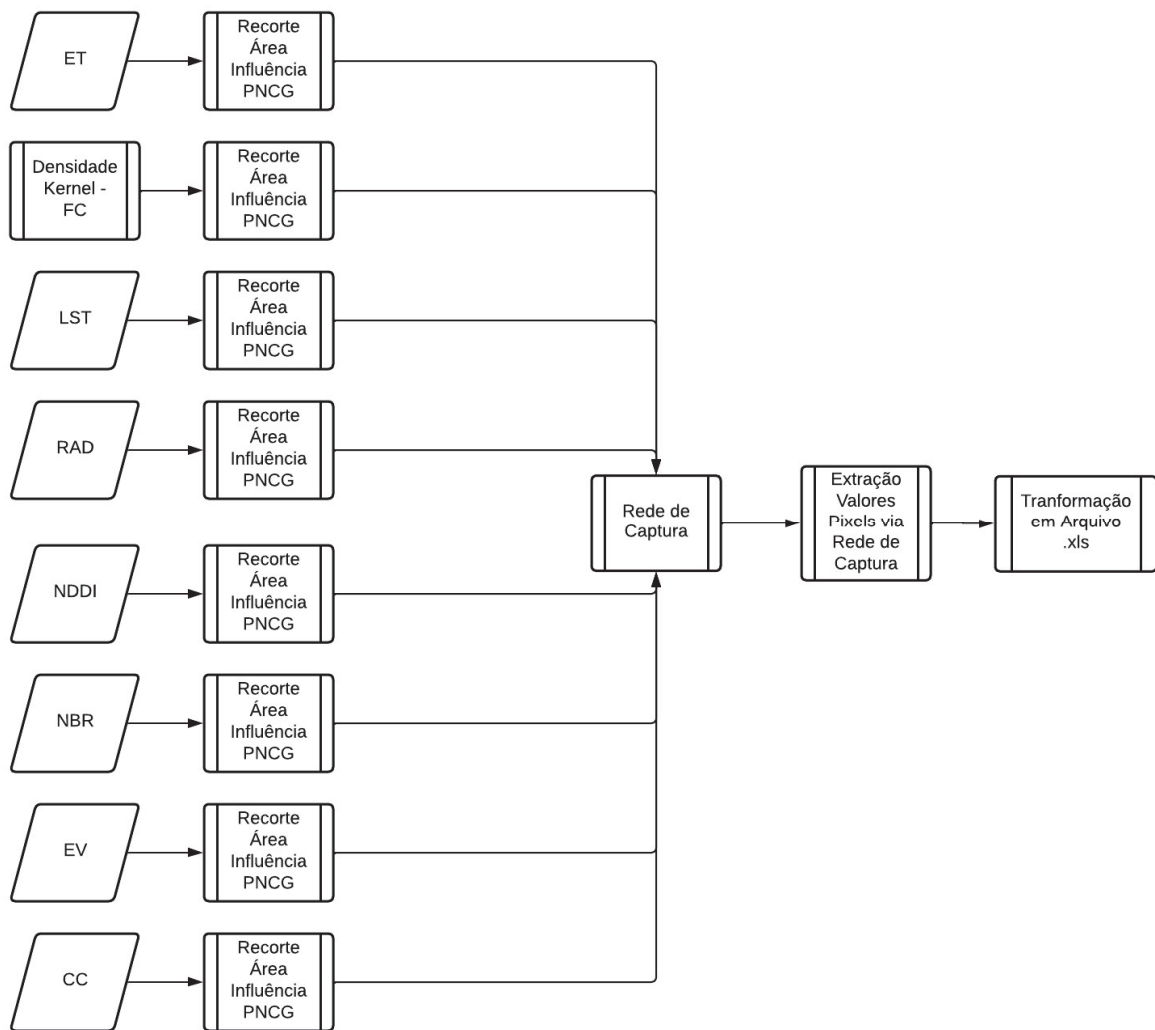 ET
Recorte
Área
Influência
PNCG
Densidade
Kernel -
FC
Recorte
Área
Influência
PNCG
LST
Recorte
Área
Influência
PNCG
RAD
Recorte
Área
Influência
PNCG
Rede de
Captura
Extração
Valores
Pixels via
Rede de
Captura
Tranformação
em Arquivo
.xls
NDDI
Recorte
Área
Influência
PNCG
NBR
Recorte
Área
Influência
PNCG
EV
Recorte
Área
Influência
PNCG
CC
Recorte
Área
Influência
PNCG